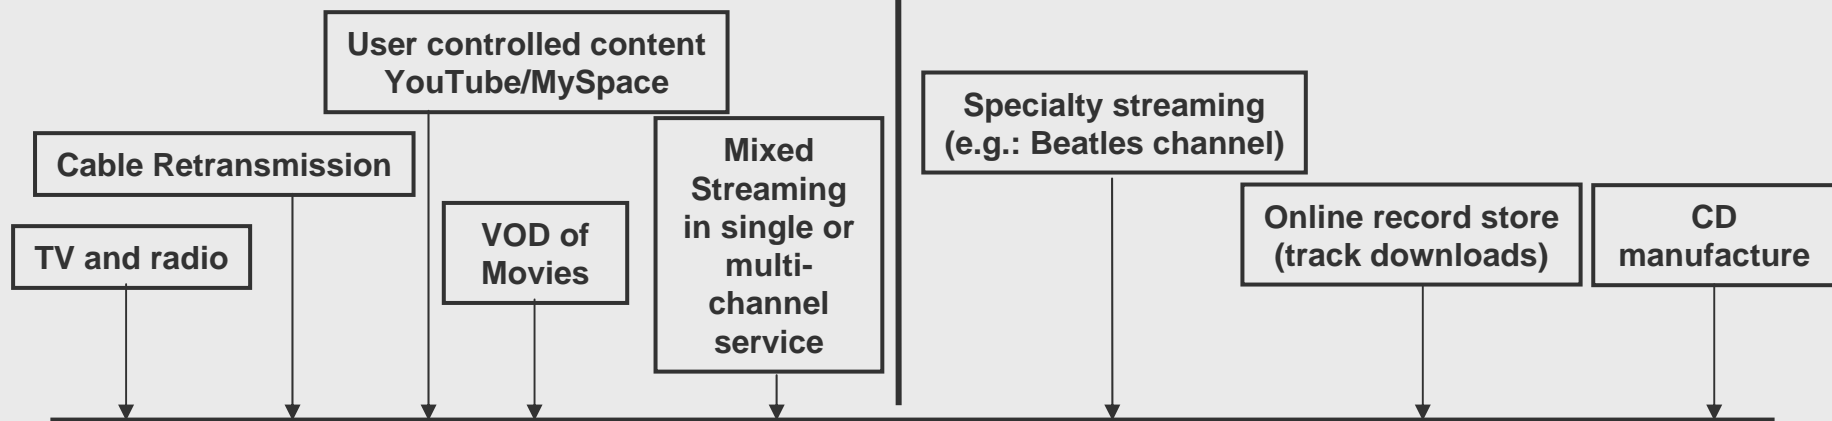 User controlled content
YouTube/MySpace
Cable Retransmission
TV and radio
VOD of
Movies
Mixed
Streaming
in single or
multi-
channel
service
Specialty streaming
(e.g.: Beatles channel)
Online record store
(track downloads)
CD
manufacture